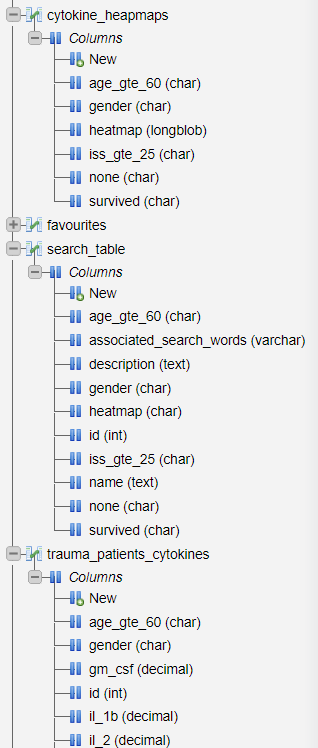 cytokine_heapmaps
Columns
New
age_gte_60 (char)
gender (char)
heatmap (longblob)
iss_gte_25 (char)
none (char)
survived (char)
favourites
search_table
Columns
New
age_gte_60 (char)
associated_search_words (varchar)
description (text)
gender (char)
heatmap (char)
id (int)
iss_gte_25 (char)
name (text)
none (char)
survived (char)
trauma_patients_cytokines
Columns
New
age_gte_60 (char)
gender (char)
gm_csf (decimal)
id (int)
il_1b (decimal)
il_2 (decimal)